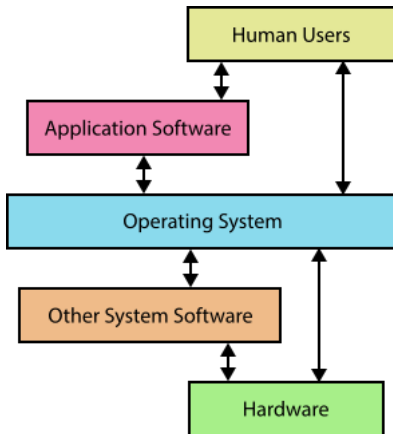 Human Users
Application Software
Operating System
Other System Software
Hardware